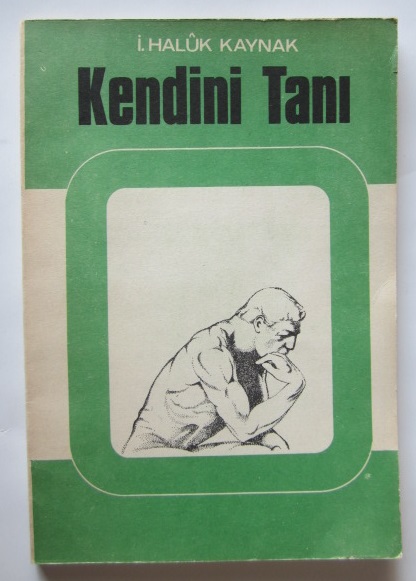 İ.HALÛK KAYNAK
Kendini Tanı